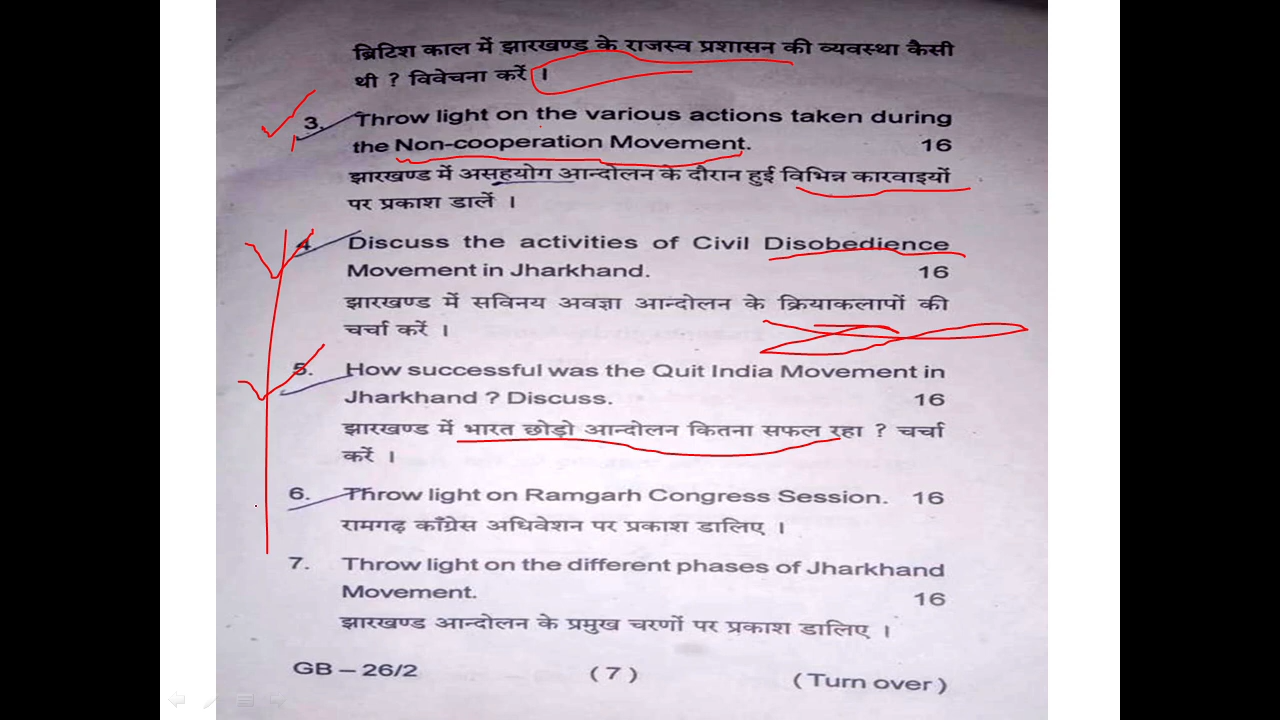 ब्रिटिश काल में झारखण्ड के राजस्व प्रशासन की व्यवस्था कैसी
थी ? विवेचना करें ।
3. Throw light on the various actions taken during
the Non-cooperation Movement. 16
झारखण्ड में असहयोग आन्दोलन के दौरान हुई विभिन्न कारवाइयों
पर प्रकाश डालें ।
4. Discuss the activities of Civil Disobedience
Movement in Jharkhand. 16
झारखण्ड में सविनय अवज्ञा आन्दोलन के क्रियाकलापों की
चर्चा करें ।
5. How successful was the Quit India Movement in
Jharkhand ? Discuss. 16
झारखण्ड में भारत छोड़ो आन्दोलन कितना सफल रहा ? चर्चा
करें ।
6. Throw light on Ramgarh Congress Session. 16
रामगढ़ काँग्रेस अधिवेशन पर प्रकाश डालिए ।
7. Throw light on the different phases of Jharkhand
Movement. 16
झारखण्ड आन्दोलन के प्रमुख चरणों पर प्रकाश डालिए ।
GB – 26/2 ( 7 ) ( Turn over )